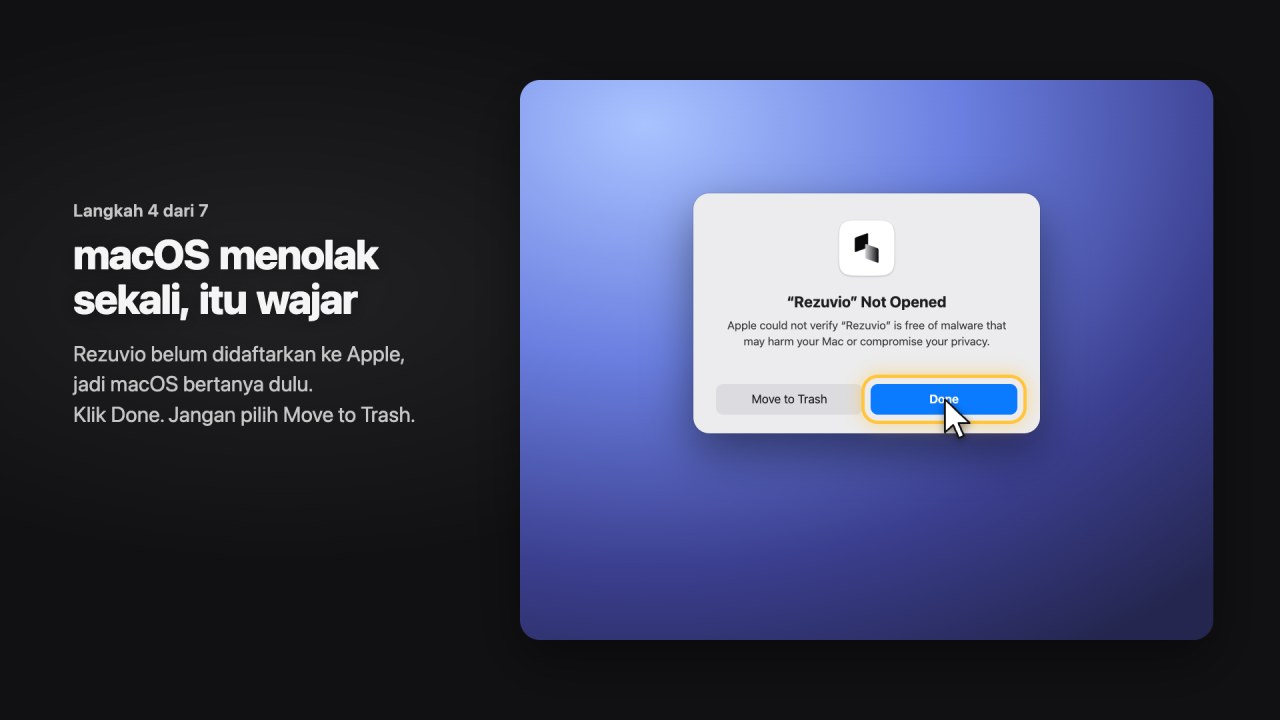 Langkah 4 dari 7
macOS menolak
sekali, itu wajar
Rezuvio belum didaftarkan ke Apple,
jadi macOS bertanya dulu.
Klik Done. Jangan pilih Move to Trash.
“Rezuvio” Not Opened
Apple could not verify “Rezuvio” is free of malware that
may harm your Mac or compromise your privacy.
Move to Trash
Done